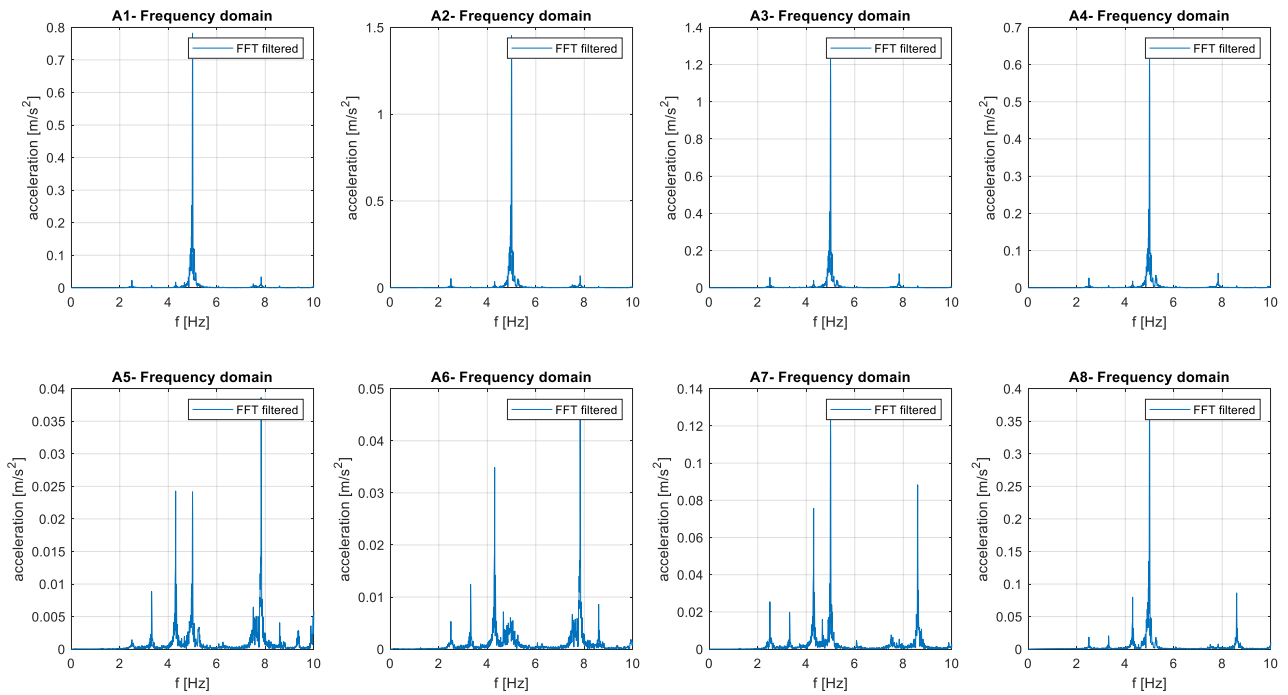 A1- Frequency domain
A2- Frequency domain
A3- Frequency domain
A4- Frequency domain
FFT filtered
FFT filtered
FFT filtered
FFT filtered
acceleration [m/s²]
0.8
0.7
0.6
0.5
0.4
0.3
0.2
0.1
0
0 2 4 6 8 10
f [Hz]
acceleration [m/s²]
1.5
1
0.5
0
0 2 4 6 8 10
f [Hz]
acceleration [m/s²]
1.4
1.2
1
0.8
0.6
0.4
0.2
0
0 2 4 6 8 10
f [Hz]
acceleration [m/s²]
0.7
0.6
0.5
0.4
0.3
0.2
0.1
0
0 2 4 6 8 10
f [Hz]
A5- Frequency domain
A6- Frequency domain
A7- Frequency domain
A8- Frequency domain
FFT filtered
FFT filtered
FFT filtered
FFT filtered
acceleration [m/s²]
0.04
0.035
0.03
0.025
0.02
0.015
0.01
0.005
0
0 2 4 6 8 10
f [Hz]
acceleration [m/s²]
0.05
0.04
0.03
0.02
0.01
0
0 2 4 6 8 10
f [Hz]
acceleration [m/s²]
0.14
0.12
0.1
0.08
0.06
0.04
0.02
0
0 2 4 6 8 10
f [Hz]
acceleration [m/s²]
0.4
0.35
0.3
0.25
0.2
0.15
0.1
0.05
0
0 2 4 6 8 10
f [Hz]